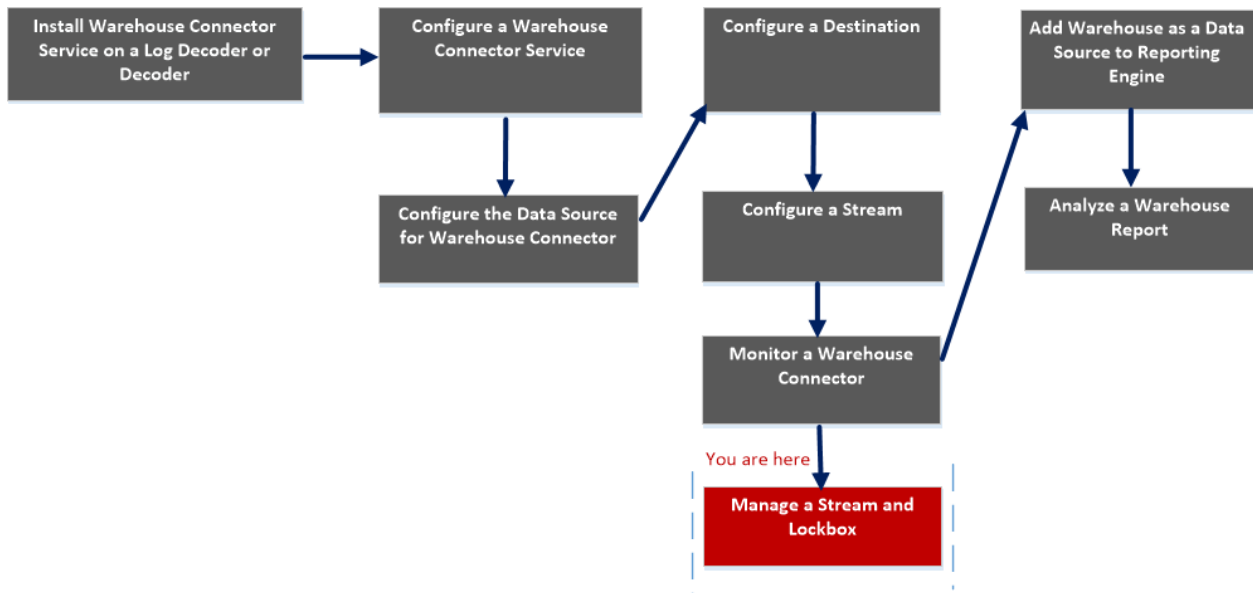 Install Warehouse Connector
Service on a Log Decoder or
Decoder
Configure a Warehouse
Connector Service
Configure the Data Source
for Warehouse Connector
Configure a Destination
Configure a Stream
Monitor a Warehouse
Connector
You are here
Manage a Stream and
Lockbox
Add Warehouse as a Data
Source to Reporting
Engine
Analyze a Warehouse
Report